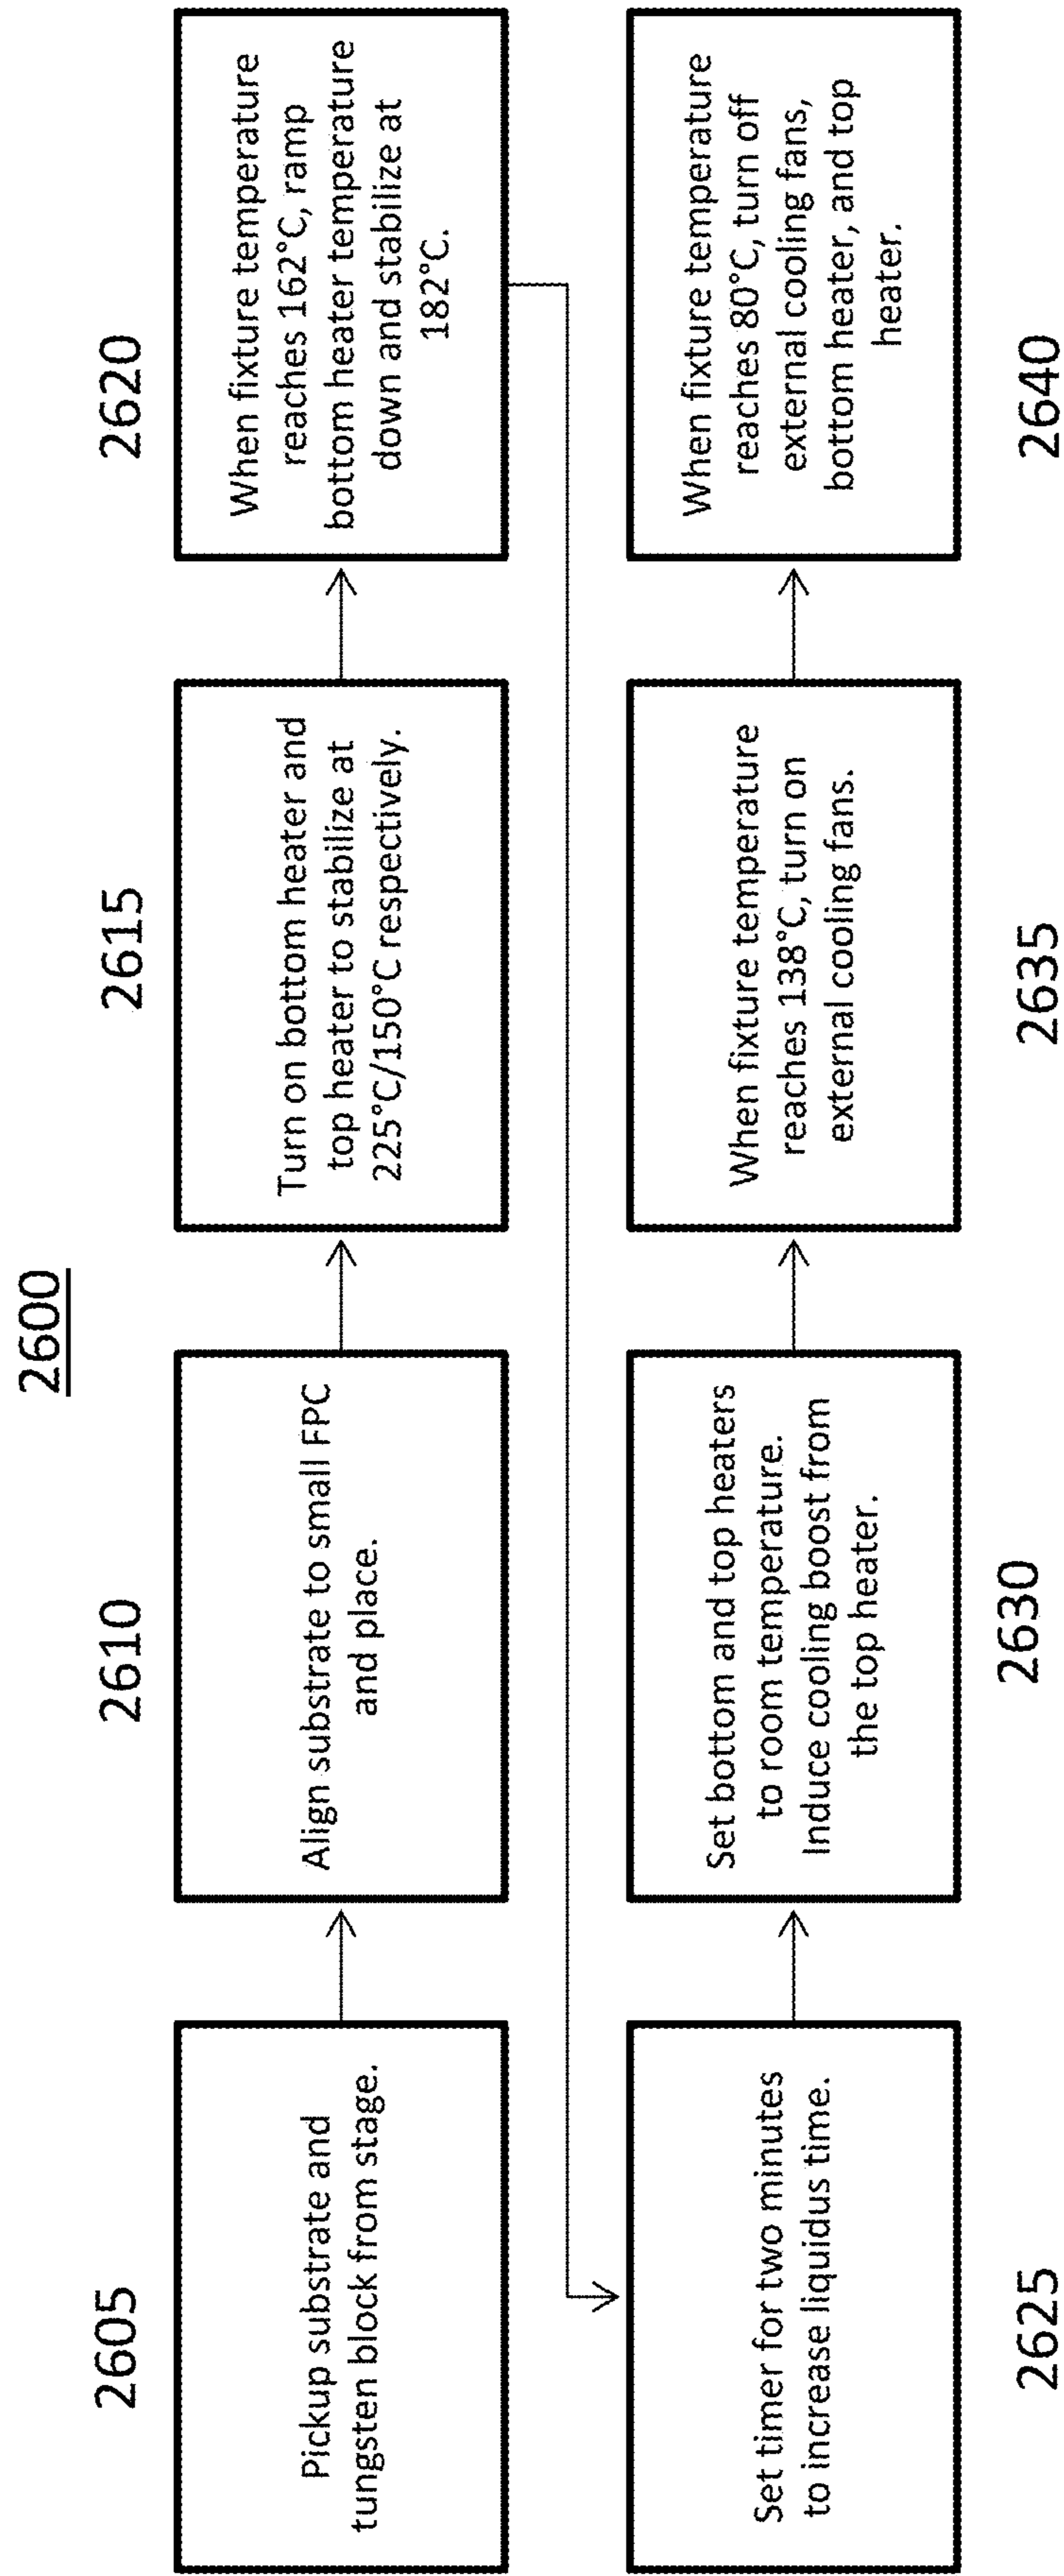 2600
2605
Pickup substrate and
tungsten block from stage.
2610
Align substrate to small FPC
and place.
2615
Turn on bottom heater and
top heater to stabilize at
225°C/150°C respectively.
2620
When fixture temperature
reaches 162°C, ramp
bottom heater temperature
down and stabilize at
182°C.
Set timer for two minutes
to increase liquidus time.
2625
Set bottom and top heaters
to room temperature.
Induce cooling boost from
the top heater.
2630
When fixture temperature
reaches 138°C, turn on
external cooling fans.
2635
When fixture temperature
reaches 80°C, turn off
external cooling fans,
bottom heater, and top
heater.
2640